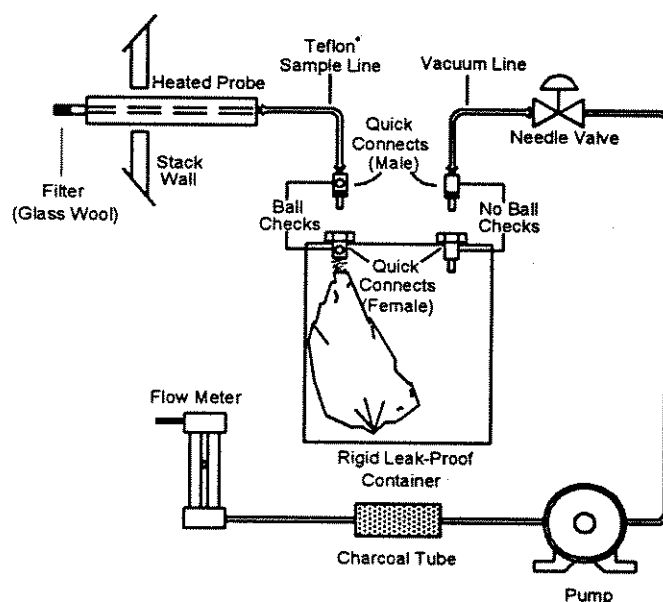 Teflon*
Sample Line
Vacuum Line
Heated Probe
Needle Valve
Quick
Connects
(Male)
Stack
Wall
Filter
(Glass Wool)
Ball
Checks
No Ball
Checks
Quick
Connects
(Female)
Flow Meter
Rigid Leak-Proof
Container
Charcoal Tube
Pump